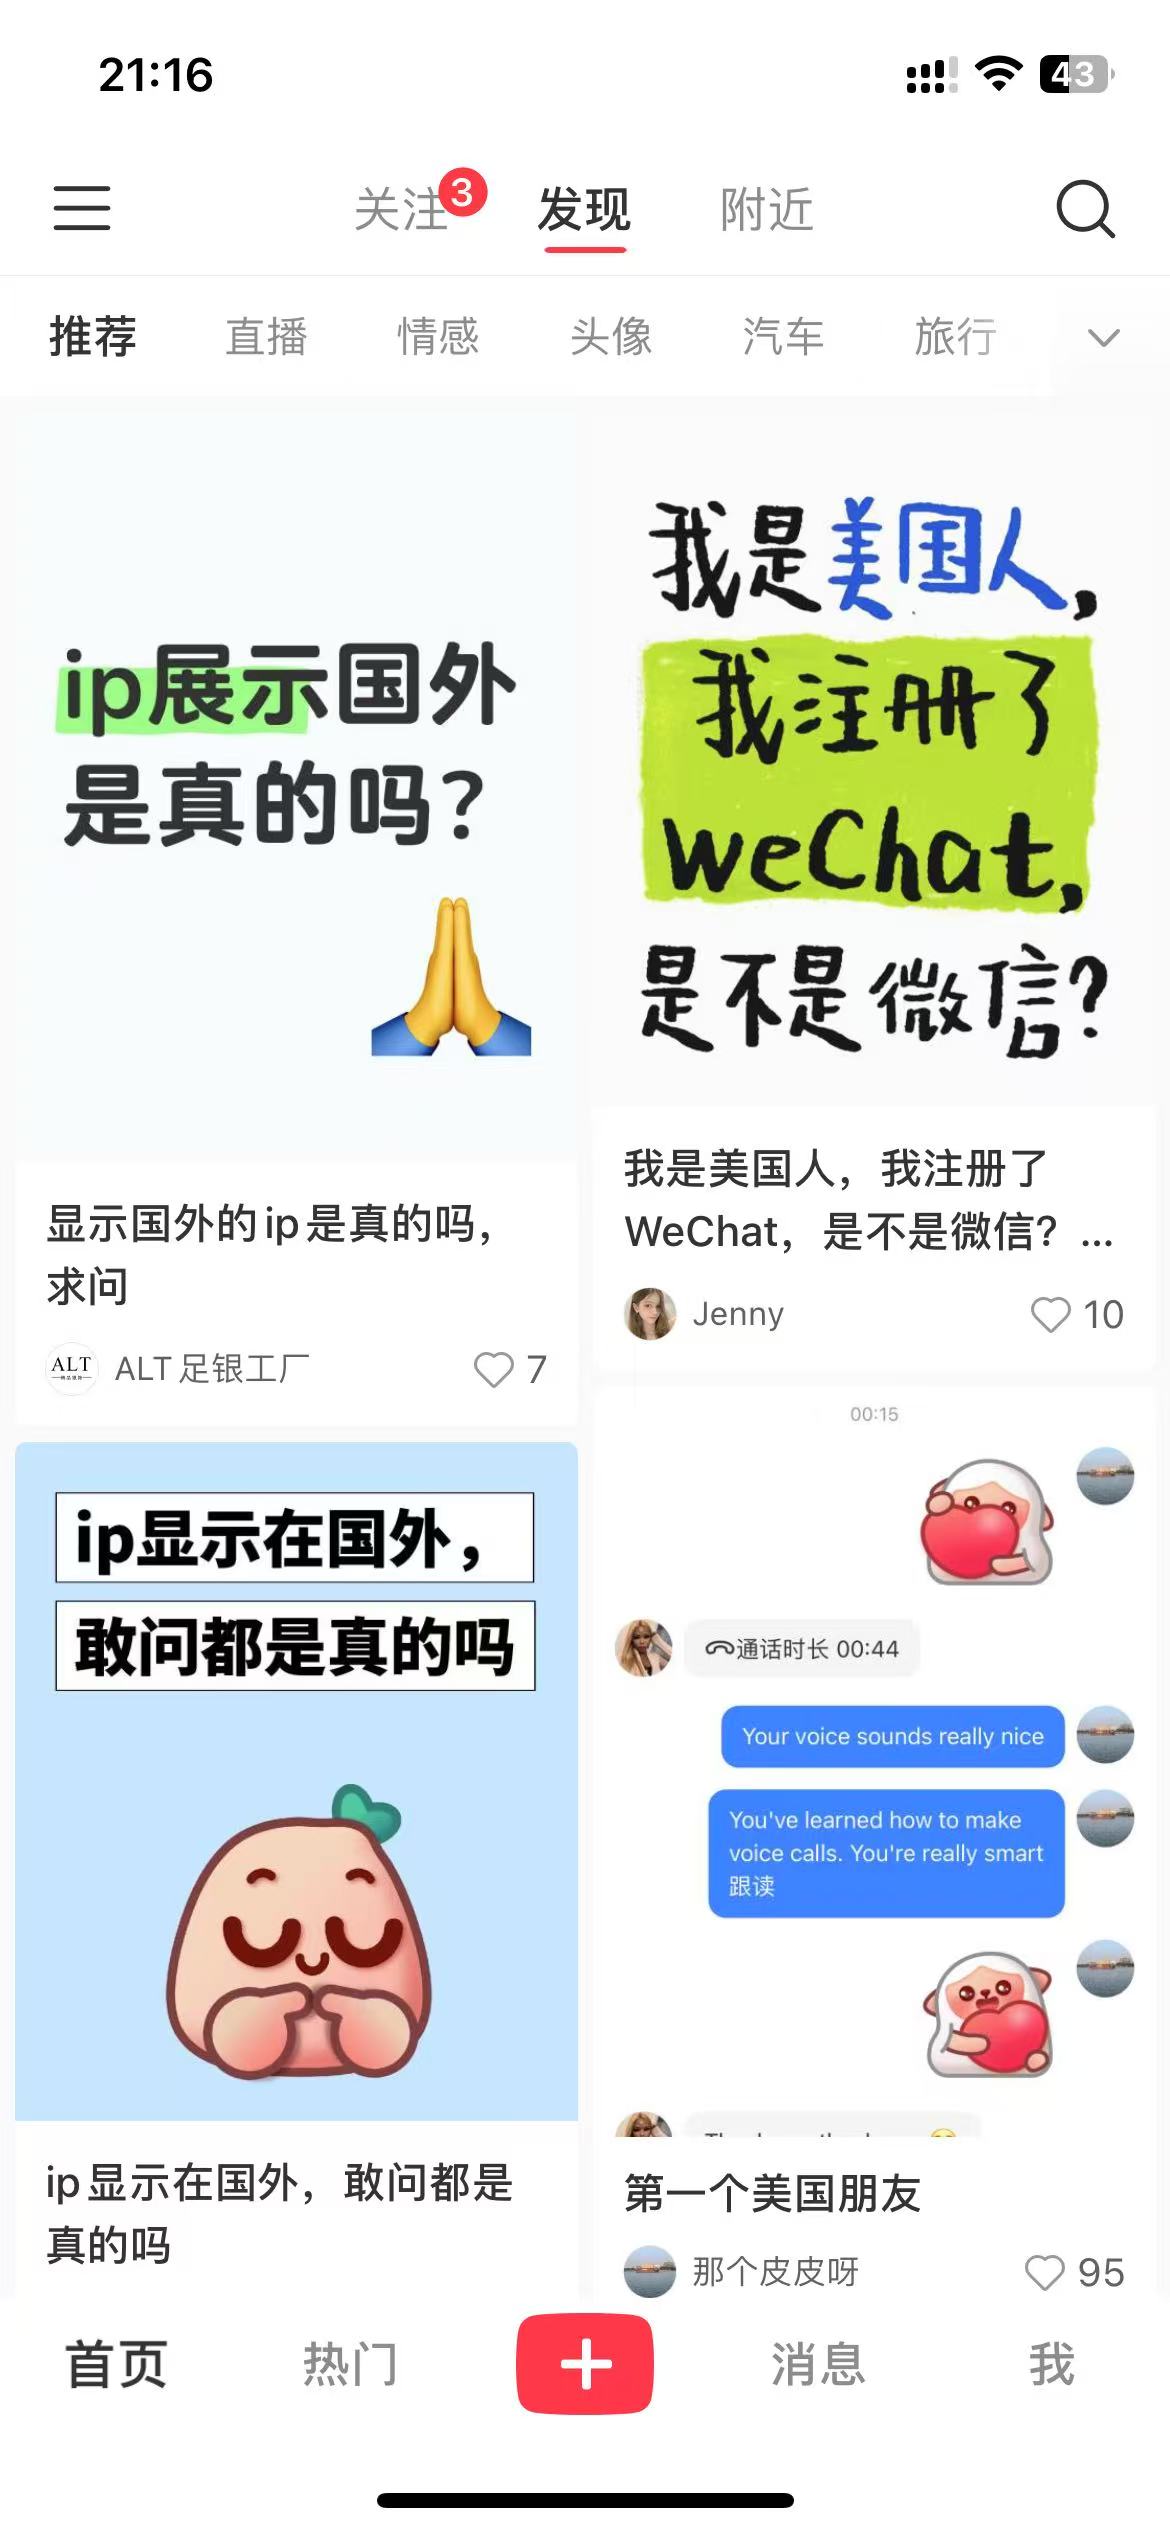 21:16
43
关注
3
发现
附近
推荐
直播
情感
头像
汽车
旅行
ip展示国外
是真的吗？
显示国外的ip是真的吗，
求问
ALT
ALT足银工厂
7
我是美国人，
我注册了
weChat，
是不是微信？
我是美国人，我注册了
WeChat，是不是微信？...
Jenny
10
ip显示在国外，
敢问都是真的吗
ip显示在国外，敢问都是
真的吗
00:15
通话时长 00:44
Your voice sounds really nice
You've learned how to make
voice calls. You're really smart
跟读
第一个美国朋友
那个皮皮呀
95
首页
热门
消息
我